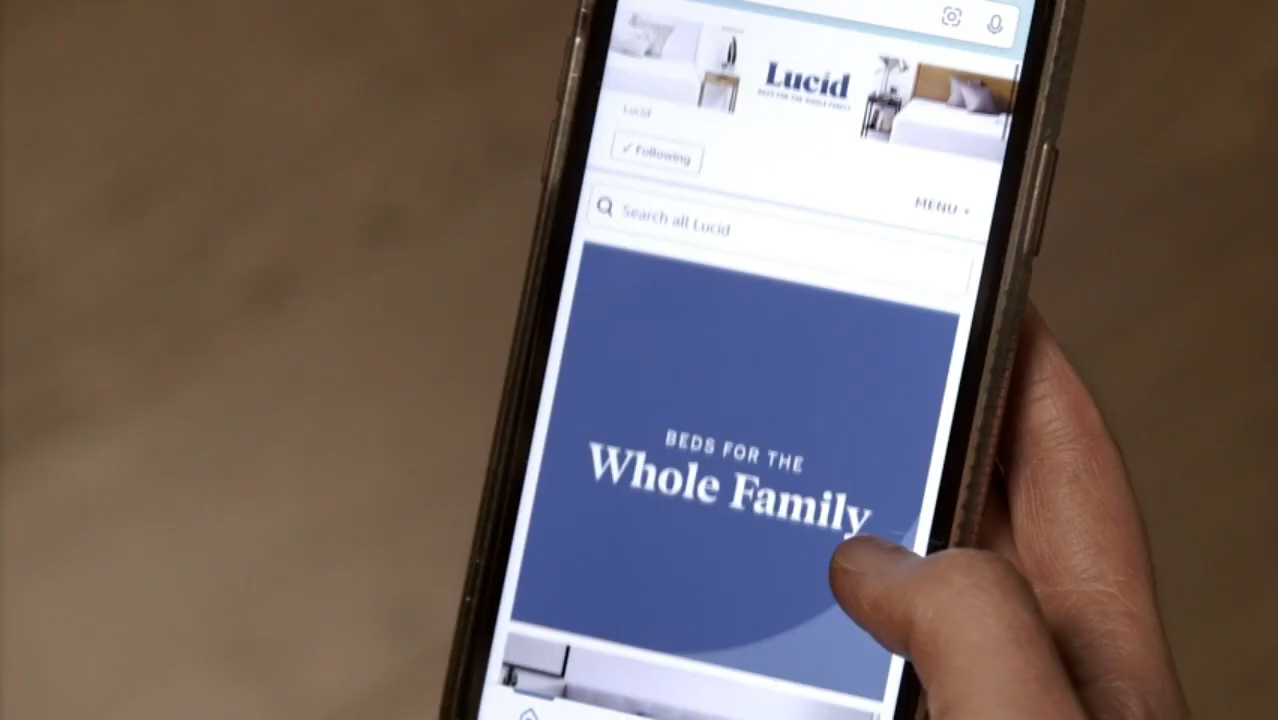 Lucid
BEDS FOR THE WHOLE FAMILY
Lucid
✓ Following
MENU
Search all Lucid
BEDS FOR THE
Whole Family